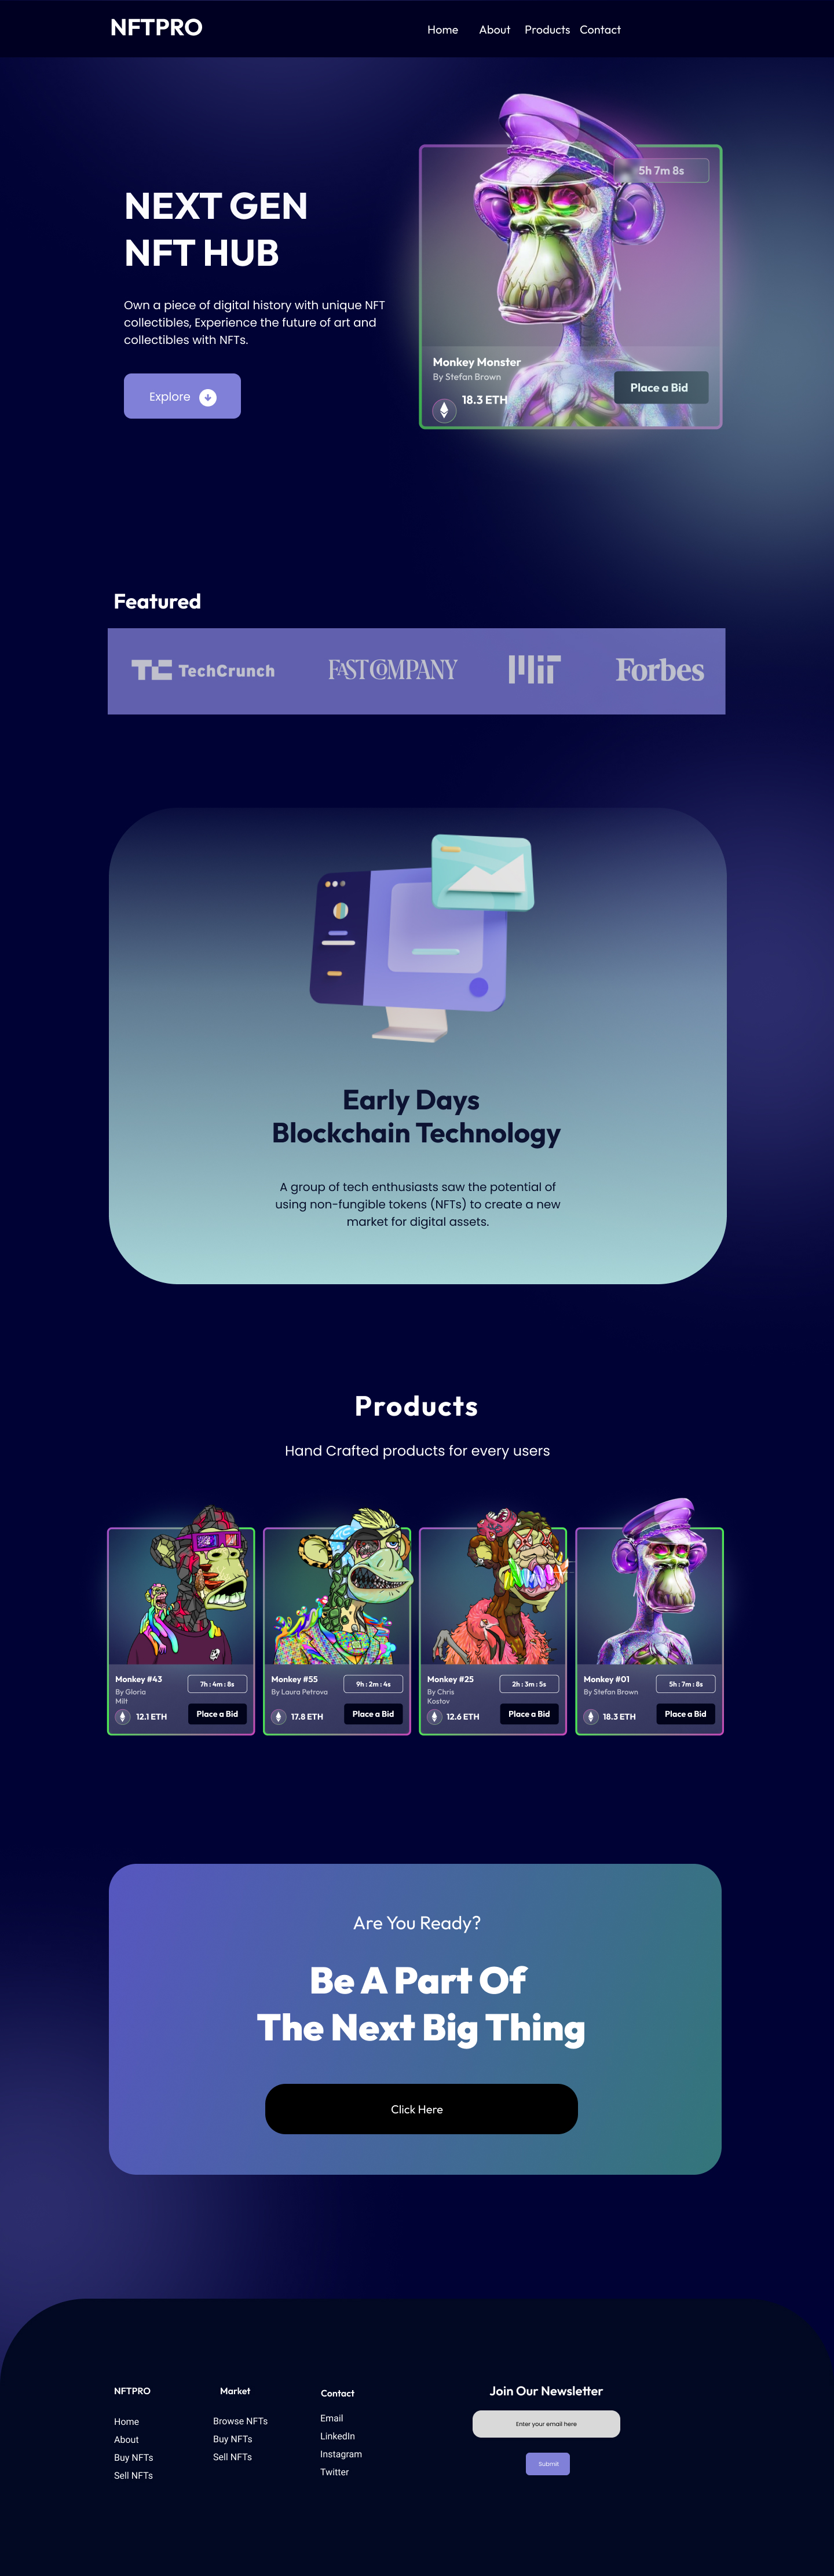 NFTPRO
Home About Products Contact
NEXT GEN
NFT HUB
Own a piece of digital history with unique NFT
collectibles, Experience the future of art and
collectibles with NFTs.
Explore
5h 7m 8s
Monkey Monster
By Stefan Brown
18.3 ETH
Place a Bid
Featured
TC TechCrunch
FAST COMPANY
MIT
Forbes
Early Days
Blockchain Technology
A group of tech enthusiasts saw the potential of
using non-fungible tokens (NFTs) to create a new
market for digital assets.
Products
Hand Crafted products for every users
Monkey #43
By Gloria
Milt
7h : 4m : 8s
12.1 ETH
Place a Bid
Monkey #55
By Laura Petrova
9h : 2m : 4s
17.8 ETH
Place a Bid
Monkey #25
By Chris
Kostov
2h : 3m : 5s
12.6 ETH
Place a Bid
Monkey #01
By Stefan Brown
5h : 7m : 8s
18.3 ETH
Place a Bid
Are You Ready?
Be A Part Of
The Next Big Thing
Click Here
NFTPRO
Home
About
Buy NFTs
Sell NFTs
Market
Browse NFTs
Buy NFTs
Sell NFTs
Contact
Email
LinkedIn
Instagram
Twitter
Join Our Newsletter
Enter your email here
Submit